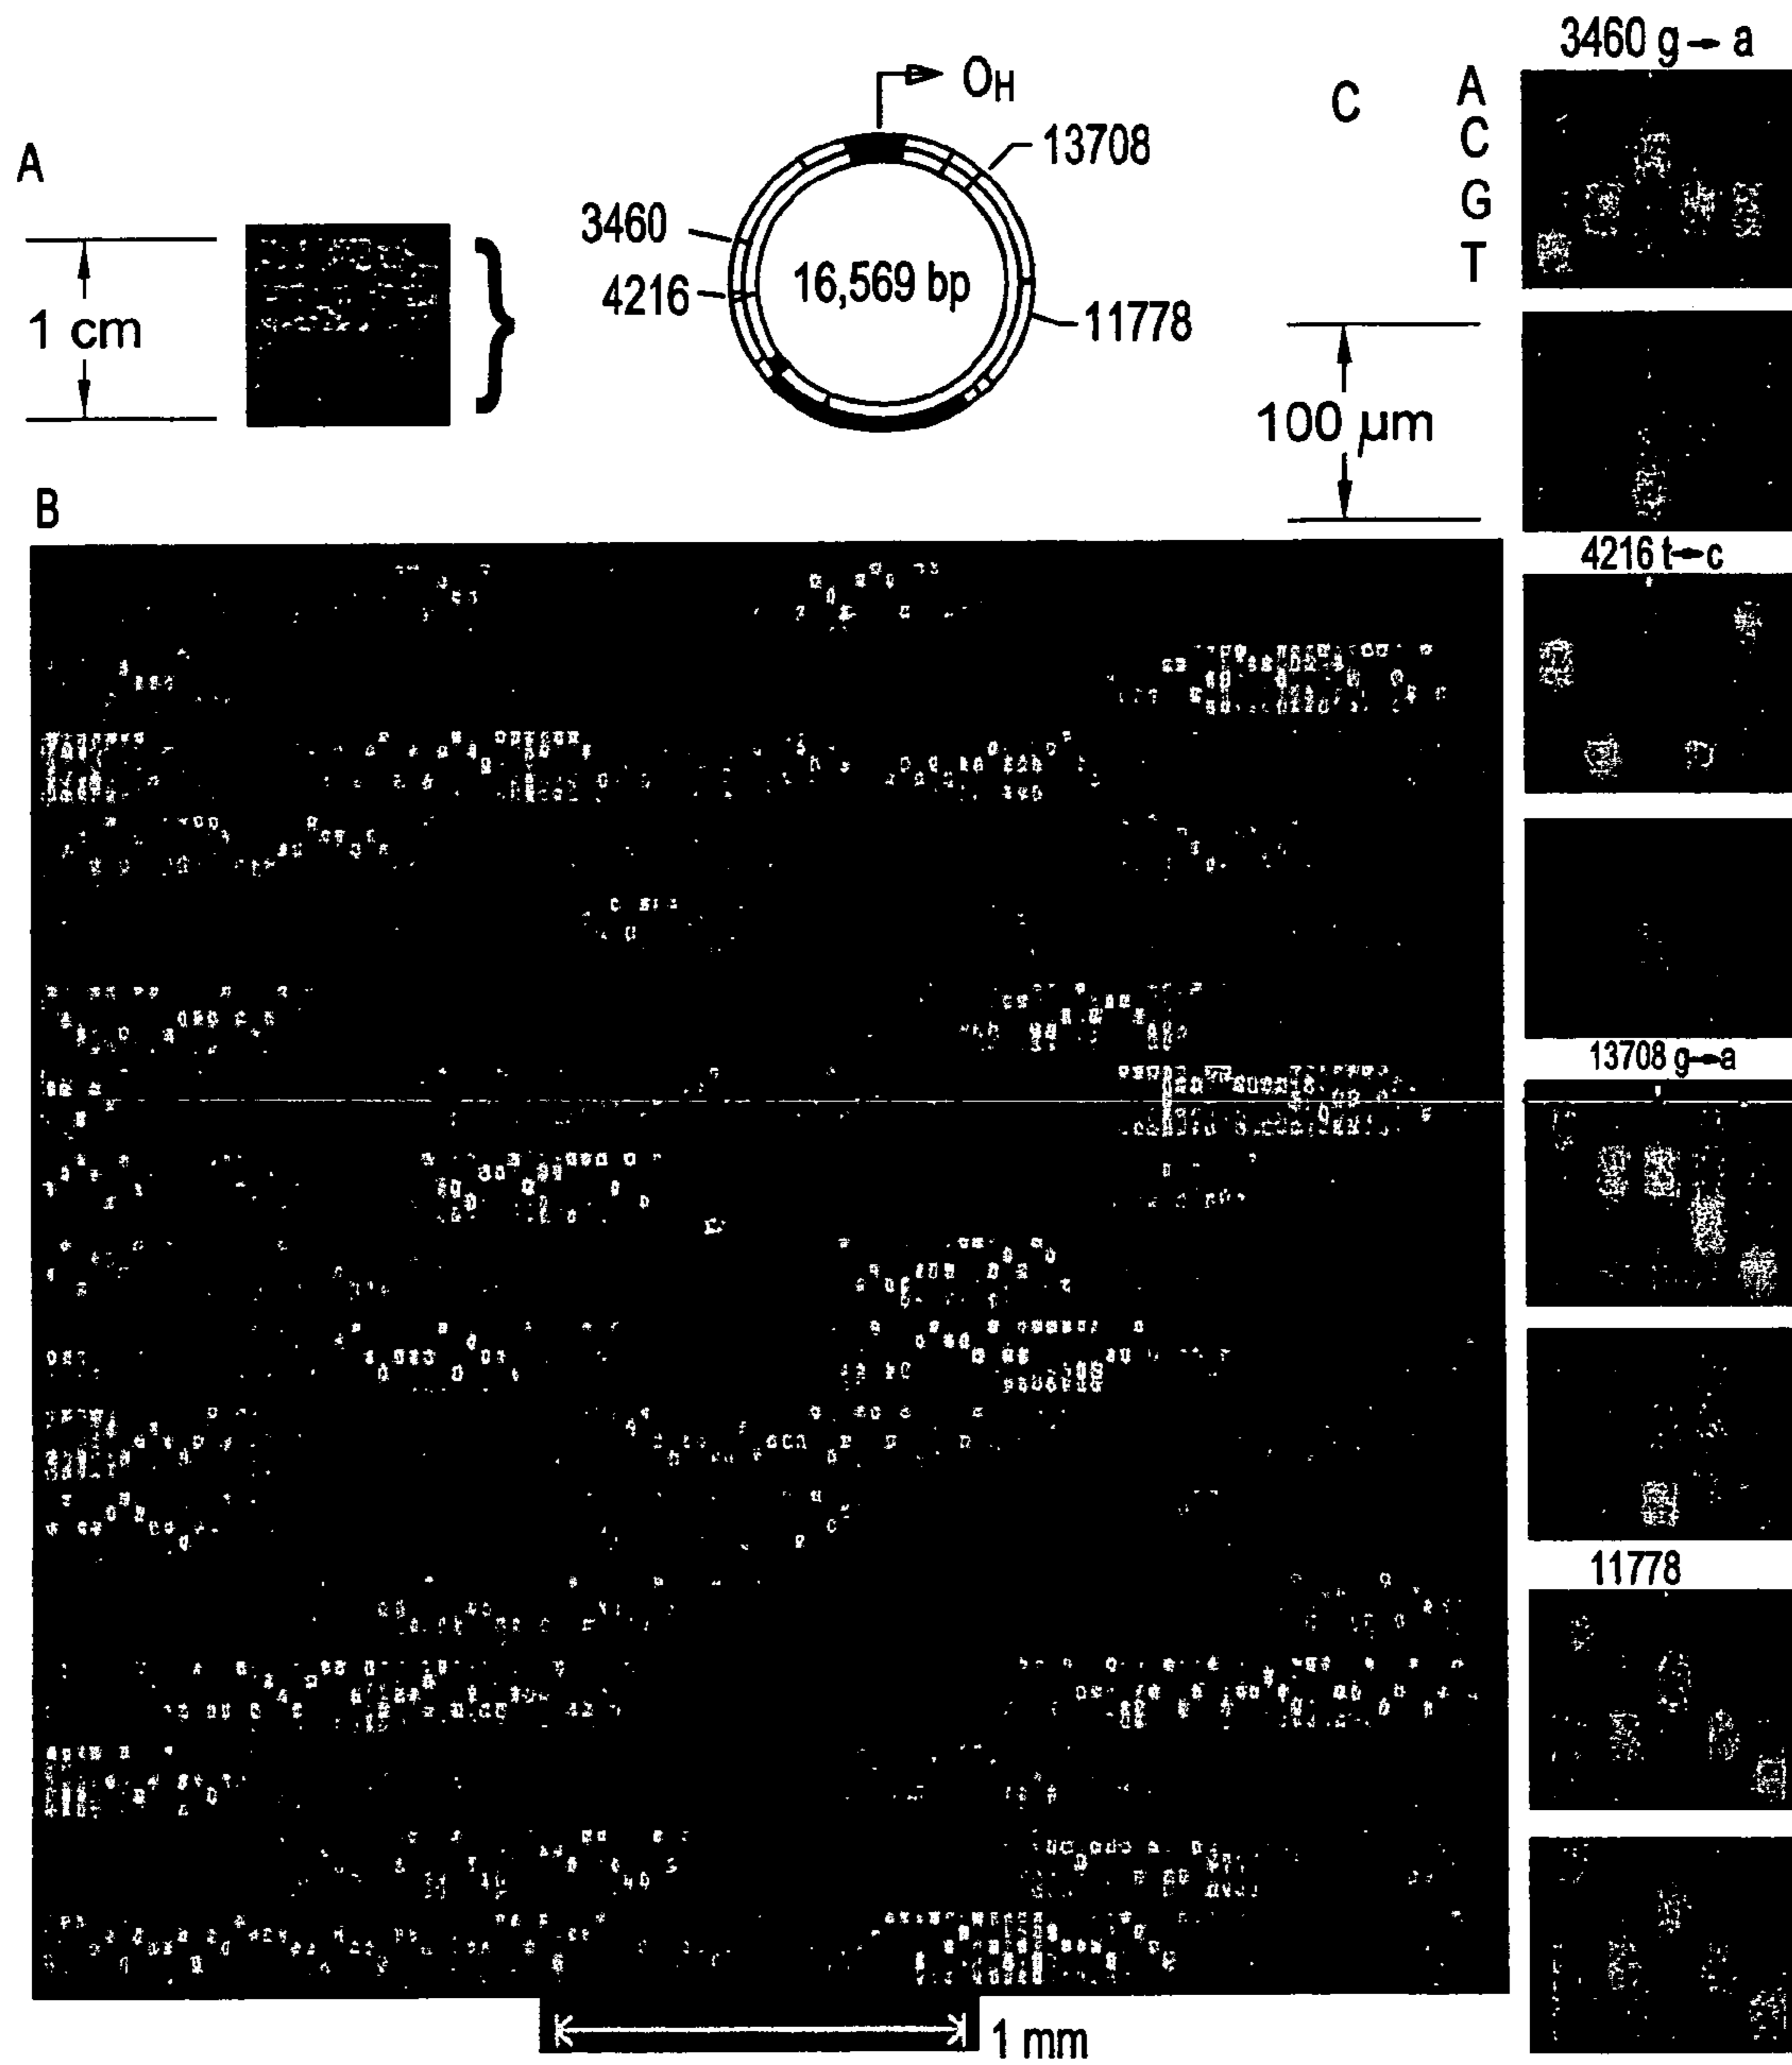 A
1 cm
O_H
13708
3460
4216
16,569 bp
11778
B
1 mm
C
A
C
G
T
100 µm
3460 g → a
4216 t → c
13708 g → a
11778